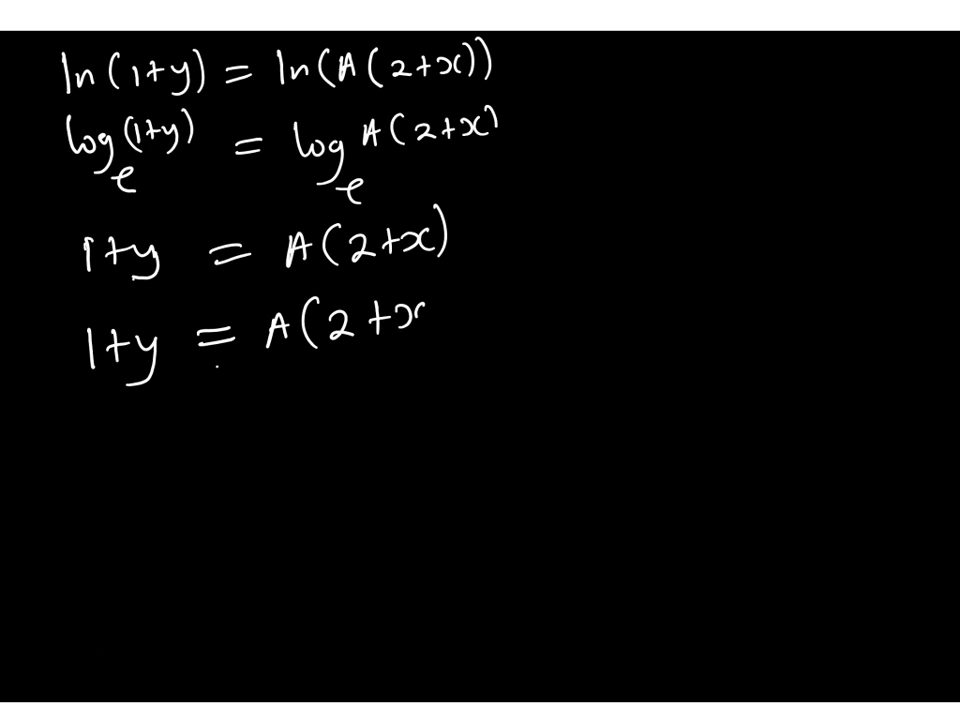 ln(1+y) = ln(A(2+x))
log_e(1+y) = log_e A(2+x)
1+y = A(2+x)
1+y = A(2+x